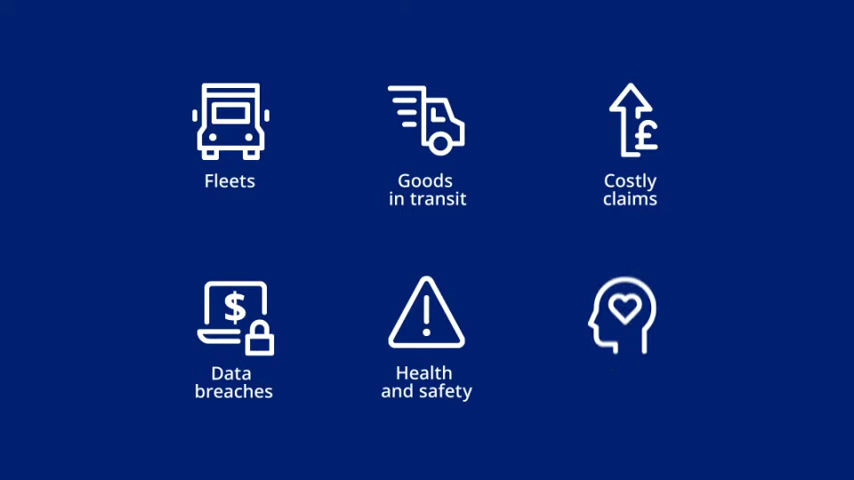 Fleets
Goods
in transit
£
Costly
claims
$
Data
breaches
Health
and safety